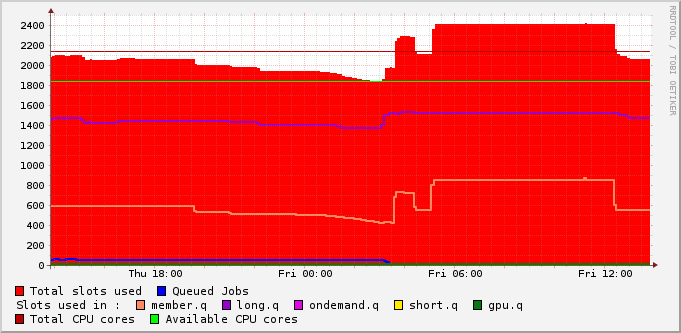 RRDTOOL / TOBI OETIKER
2400
2200
2000
1800
1600
1400
1200
1000
800
600
400
200
0
Thu 18:00 Fri 00:00 Fri 06:00 Fri 12:00
Total slots used Queued Jobs
Slots used in : member.q long.q ondemand.q short.q gpu.q
Total CPU cores Available CPU cores